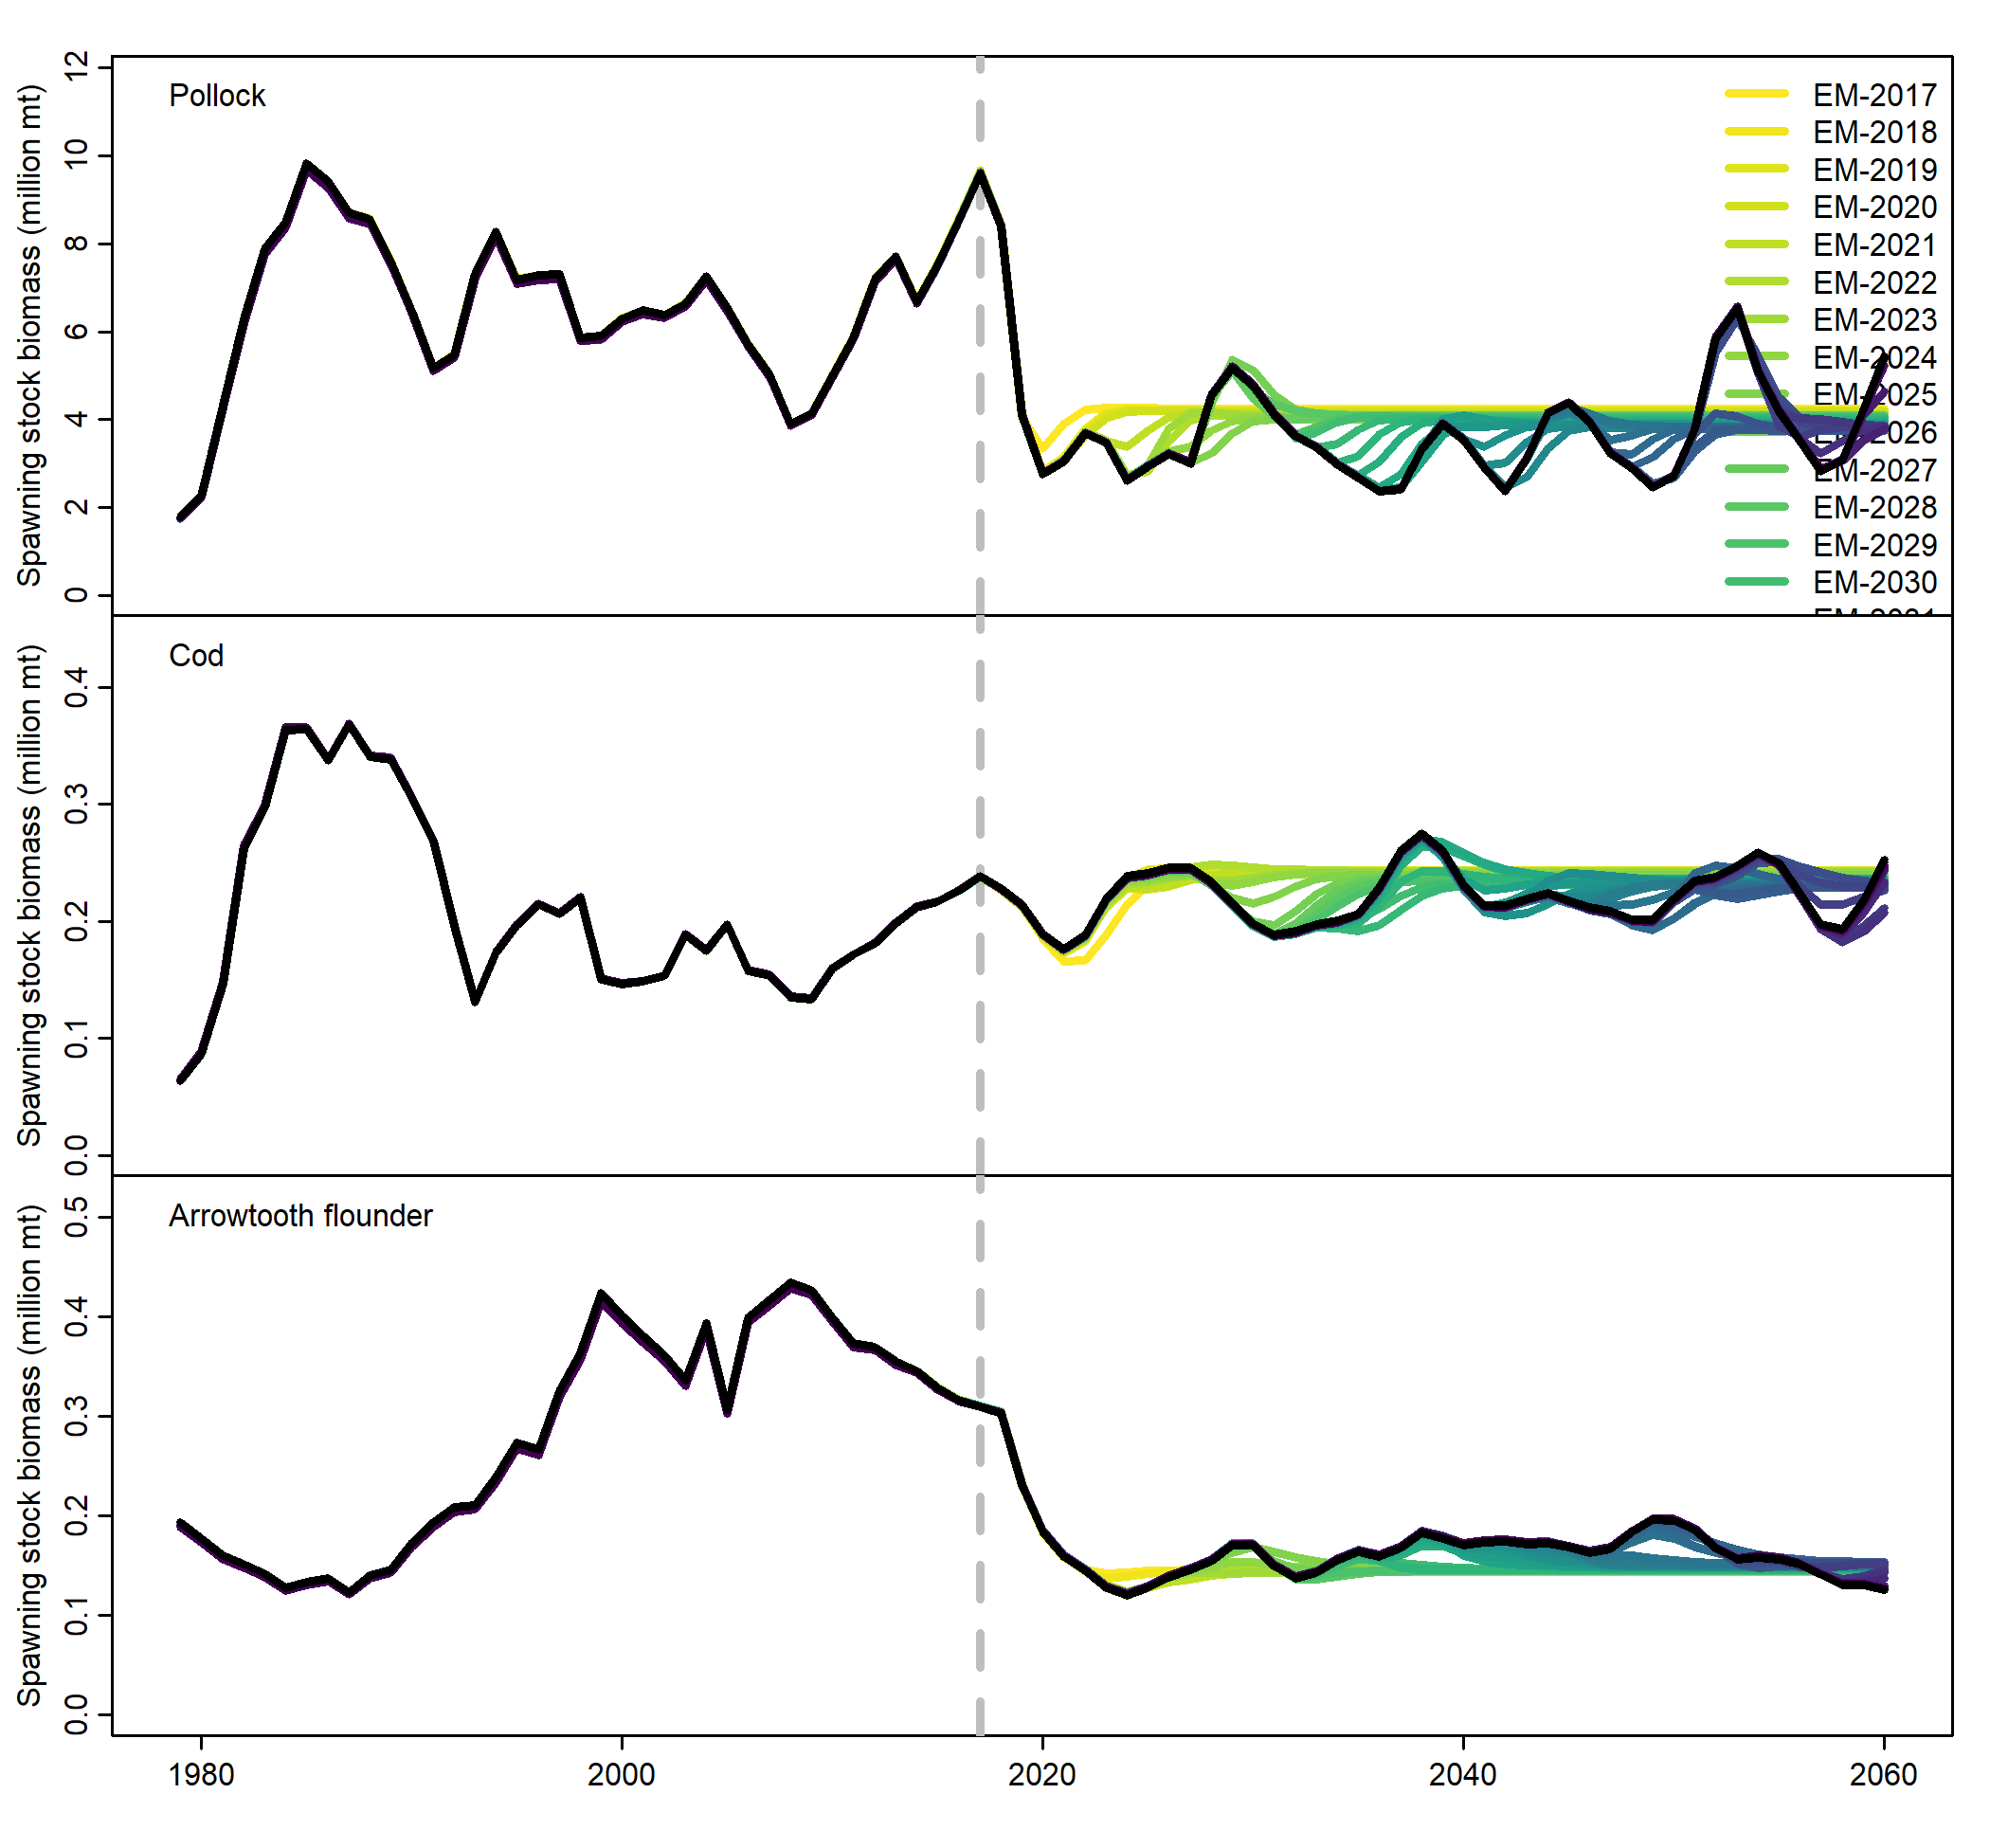 Pollock
Spawning stock biomass (million mt)
12
10
8
6
4
2
0
EM-2017
EM-2018
EM-2019
EM-2020
EM-2021
EM-2022
EM-2023
EM-2024
EM-2025
EM-2026
EM-2027
EM-2028
EM-2029
EM-2030
Cod
Spawning stock biomass (million mt)
0.4
0.3
0.2
0.1
0.0
Arrowtooth flounder
Spawning stock biomass (million mt)
0.5
0.4
0.3
0.2
0.1
0.0
1980
2000
2020
2040
2060